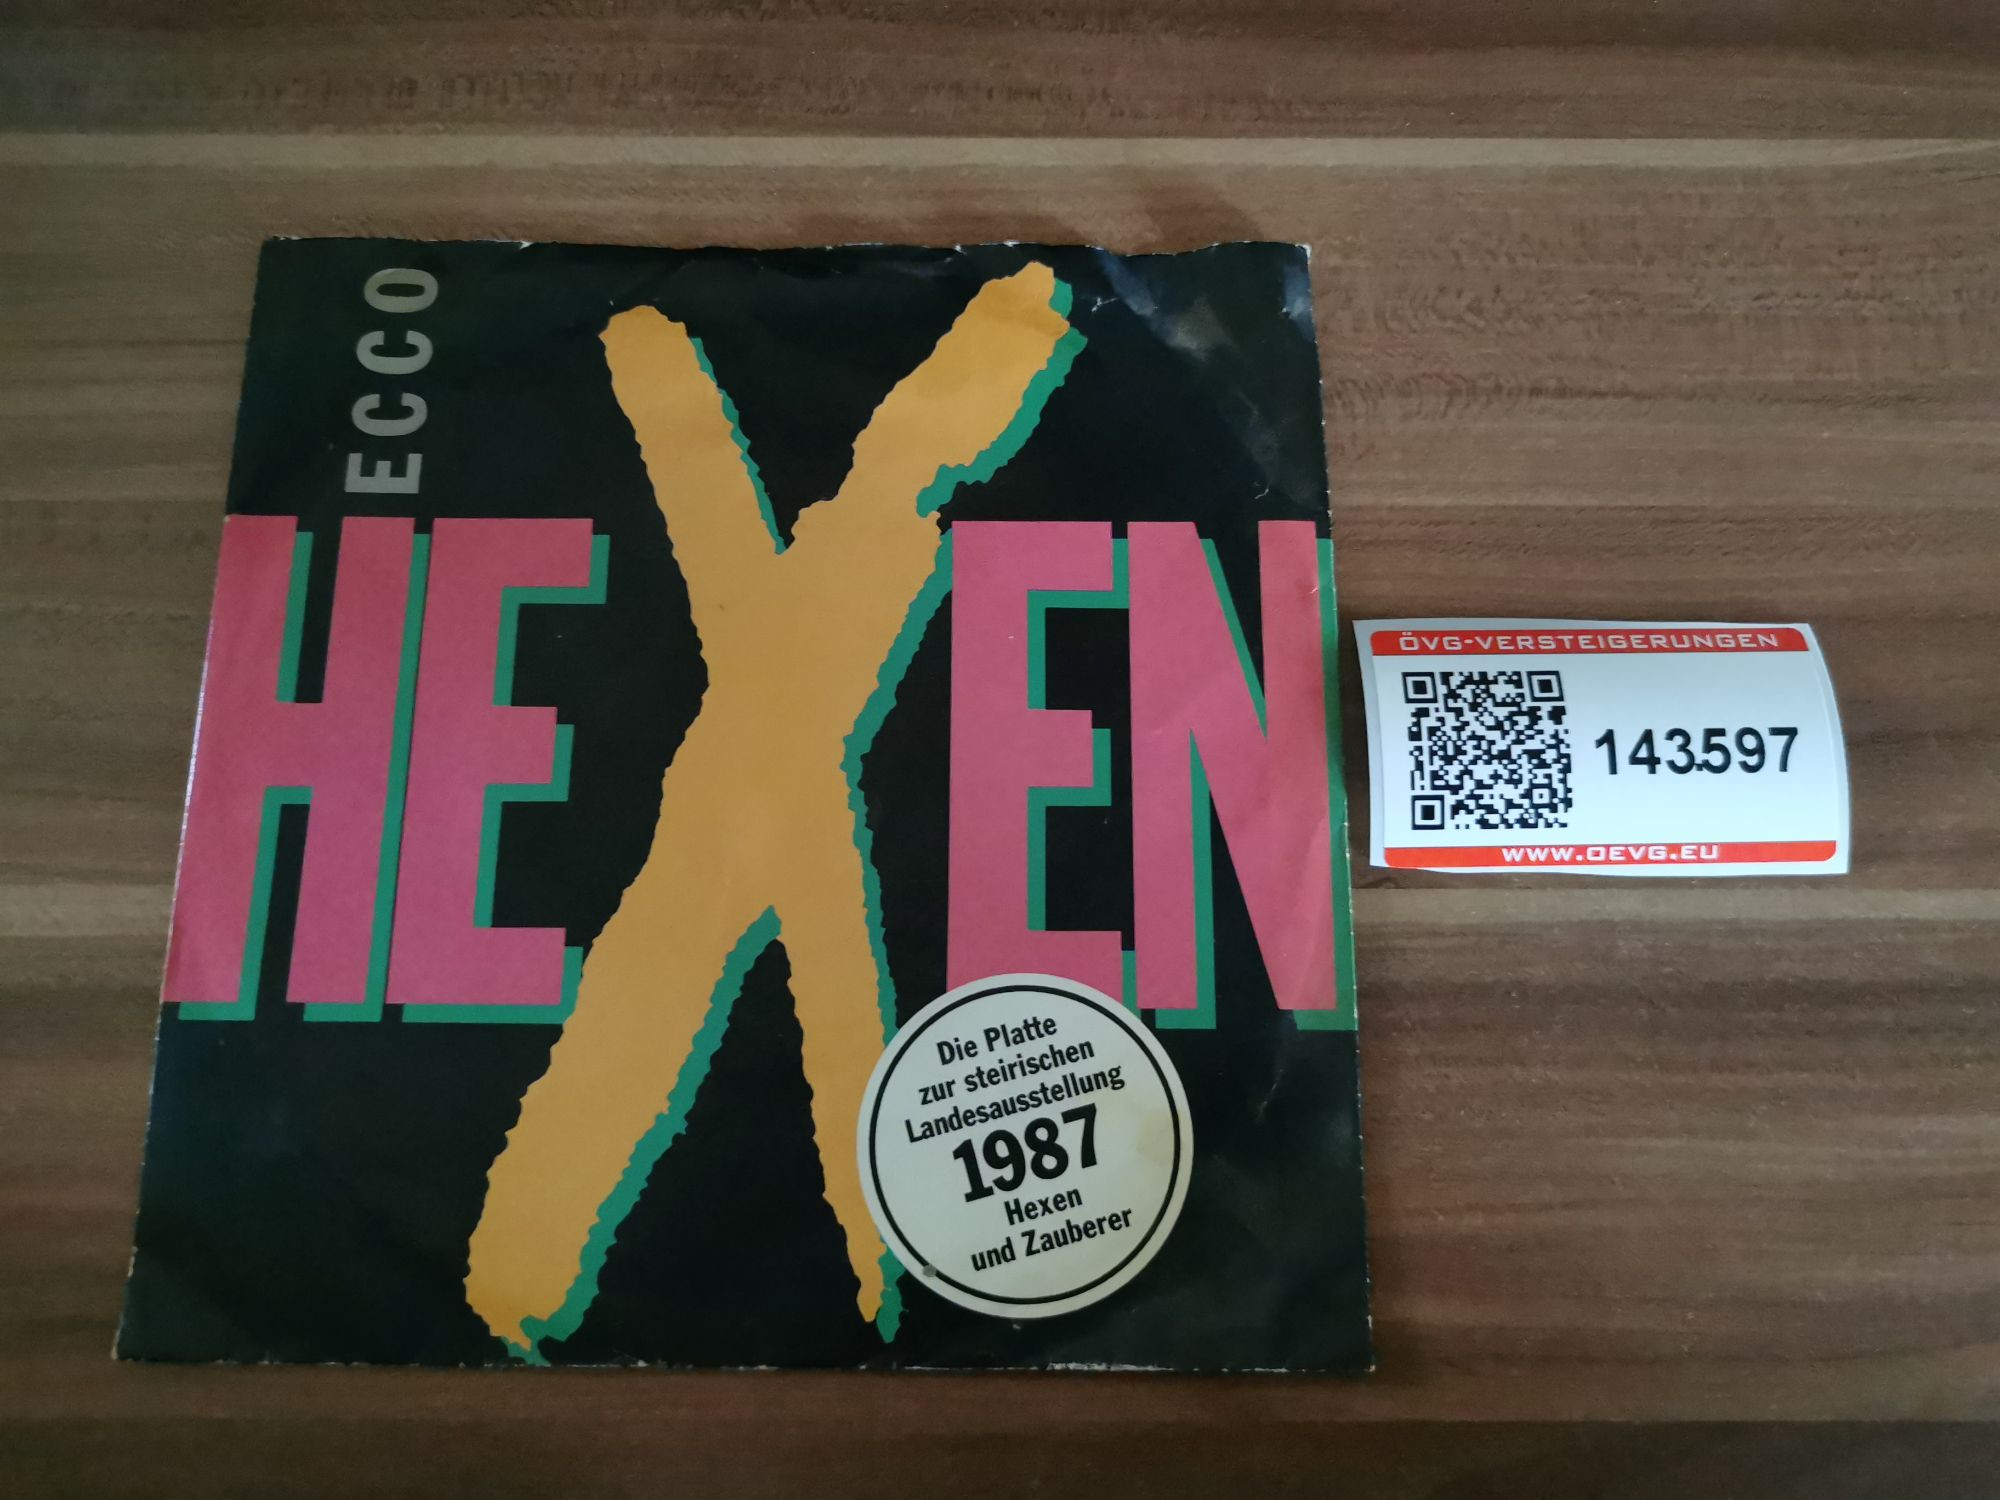 ECCO
HEXEN
Die Platte
zur steirischen
Landesausstellung
1987
Hexen
und Zauberer
ÖVG-VERSTEIGERUNGEN
143.597
WWW.OEVG.EU